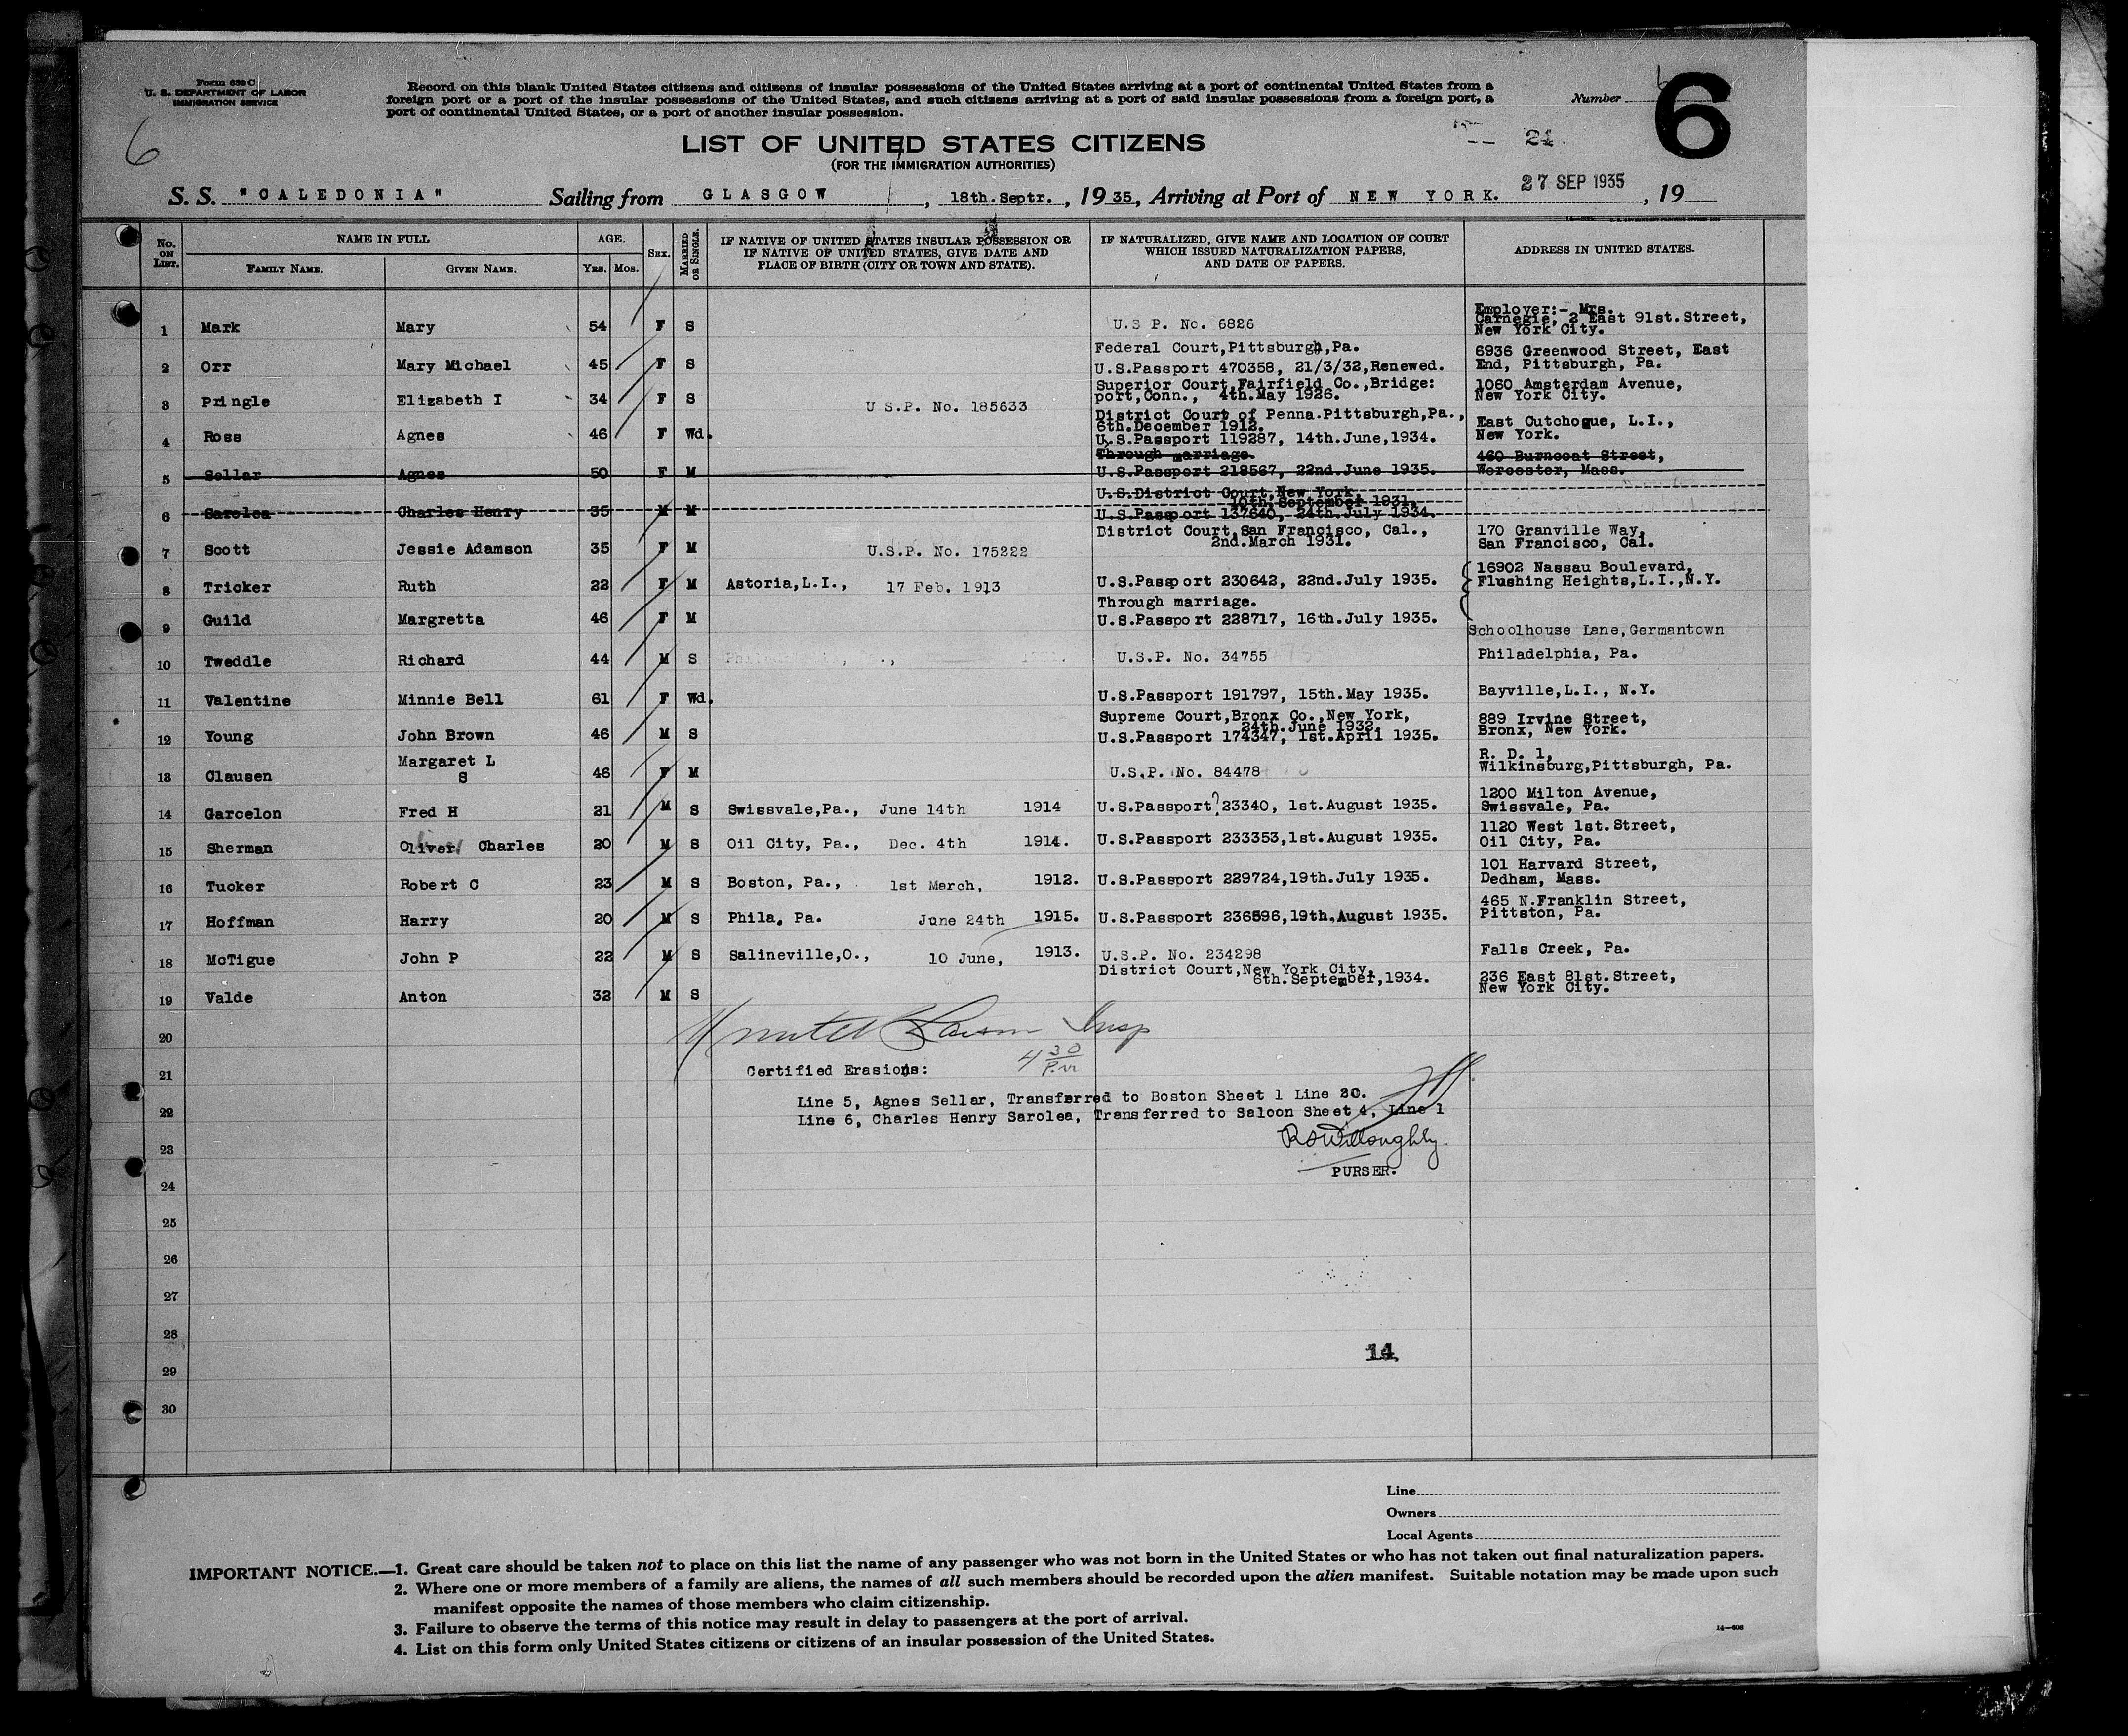 Form 630 C
U. S. DEPARTMENT OF LABOR
IMMIGRATION SERVICE
Record on this blank United States citizens and citizens of insular possessions of the United States arriving at a port of continental United States from a
foreign port or a port of the insular possessions of the United States, and such citizens arriving at a port of said insular possessions from a foreign port, a
port of continental United States, or a port of another insular possession.
Number 6
6
6
21
LIST OF UNITED STATES CITIZENS
(FOR THE IMMIGRATION AUTHORITIES)
S. S. "CALEDONIA" Sailing from GLASGOW, 18th.Septr., 1935, Arriving at Port of NEW YORK. 27 SEP 1935, 19
No. ON LIST. NAME IN FULL FAMILY NAME. GIVEN NAME. AGE. YRS. MOS. SEX. MARRIED OR SINGLE. IF NATIVE OF UNITED STATES INSULAR POSSESSION OR IF NATIVE OF UNITED STATES, GIVE DATE AND PLACE OF BIRTH (CITY OR TOWN AND STATE). IF NATURALIZED, GIVE NAME AND LOCATION OF COURT WHICH ISSUED NATURALIZATION PAPERS, AND DATE OF PAPERS. ADDRESS IN UNITED STATES.
1 Mark Mary 54 F S U.S P. No. 6826 Employer:- Mrs. Carnegie, 2 East 91st.Street, New York City.
2 Orr Mary Michael 45 F S Federal Court,Pittsburgh,Pa. U.S.Passport 470358, 21/3/32,Renewed. 6936 Greenwood Street, East End, Pittsburgh, Pa.
3 Pringle Elizabeth I 34 F S U S.P. No. 185633 Superior Court,Fairfield Co.,Bridge: port,Conn., 4th.May 1926. 1060 Amsterdam Avenue, New York City.
4 Ross Agnes 46 F Wd. District Court of Penna.Pittsburgh,Pa., 6th.December 1912. U.S.Passport 119287, 14th.June,1934. East Cutchogue, L.I., New York.
5 Sellar Agnes 50 F M Through marriage. U.S.Passport 218567, 22nd.June 1935. 460 Burncoat Street, Worcester, Mass.
6 Sarolea Charles Henry 35 M M U.S.District Court,New York, 10th.September 1931. U.S.Passport 137640, 24th.July 1934.
7 Scott Jessie Adamson 35 F M U.S.P. No. 175222 District Court,San Francisco, Cal., 2nd.March 1931. 170 Granville Way, San Francisco, Cal.
8 Tricker Ruth 22 F M Astoria,L.I., 17 Feb. 1913 U.S.Passport 230642, 22nd.July 1935. 16902 Nassau Boulevard, Flushing Heights,L.I.,N.Y.
9 Guild Margretta 46 F M Through marriage. U.S.Passport 228717, 16th.July 1935.
10 Tweddle Richard 44 M S U.S.P. No. 34755 Schoolhouse Lane,Germantown Philadelphia, Pa.
11 Valentine Minnie Bell 61 F Wd. U.S.Passport 191797, 15th.May 1935. Bayville,L.I., N.Y.
12 Young John Brown 46 M S Supreme Court,Bronx Co.,New York, 24th.June 1932. U.S.Passport 174347, 1st.April 1935. 889 Irvine Street, Bronx, New York.
13 Clausen Margaret L S 46 F M U.S.P. No. 84478 R. D. 1, Wilkinsburg,Pittsburgh, Pa.
14 Garcelon Fred H 21 M S Swissvale,Pa., June 14th 1914 U.S.Passport ? 23340, 1st.August 1935. 1200 Milton Avenue, Swissvale, Pa.
15 Sherman Oliver Charles 20 M S Oil City, Pa., Dec. 4th 1914. U.S.Passport 233353,1st.August 1935. 1120 West 1st.Street, Oil City, Pa.
16 Tucker Robert C 23 M S Boston, Pa., 1st March, 1912. U.S.Passport 229724,19th.July 1935. 101 Harvard Street, Dedham, Mass.
17 Hoffman Harry 20 M S Phila, Pa. June 24th 1915. U.S.Passport 236596,19th.August 1935. 465 N.Franklin Street, Pittston, Pa.
18 McTigue John P 22 M S Salineville,O., 10 June, 1913. U.S.P. No. 234298 Falls Creek, Pa.
19 Valde Anton 32 M S District Court,New York City, 6th.September,1934. 236 East 81st.Street, New York City.
20
Insp
4 30 P.M
21 Certified Erasions:
Line 5, Agnes Sellar, Transferred to Boston Sheet 1 Line 20.
22 Line 6, Charles Henry Sarolea, Transferred to Saloon Sheet 4, Line 1
23 R S Willoughby
PURSER.
24
25
26
27
28
14
29
30
Line
Owners
Local Agents
IMPORTANT NOTICE.—1. Great care should be taken not to place on this list the name of any passenger who was not born in the United States or who has not taken out final naturalization papers.
2. Where one or more members of a family are aliens, the names of all such members should be recorded upon the alien manifest. Suitable notation may be made upon such
manifest opposite the names of those members who claim citizenship.
3. Failure to observe the terms of this notice may result in delay to passengers at the port of arrival.
4. List on this form only United States citizens or citizens of an insular possession of the United States.
14—606